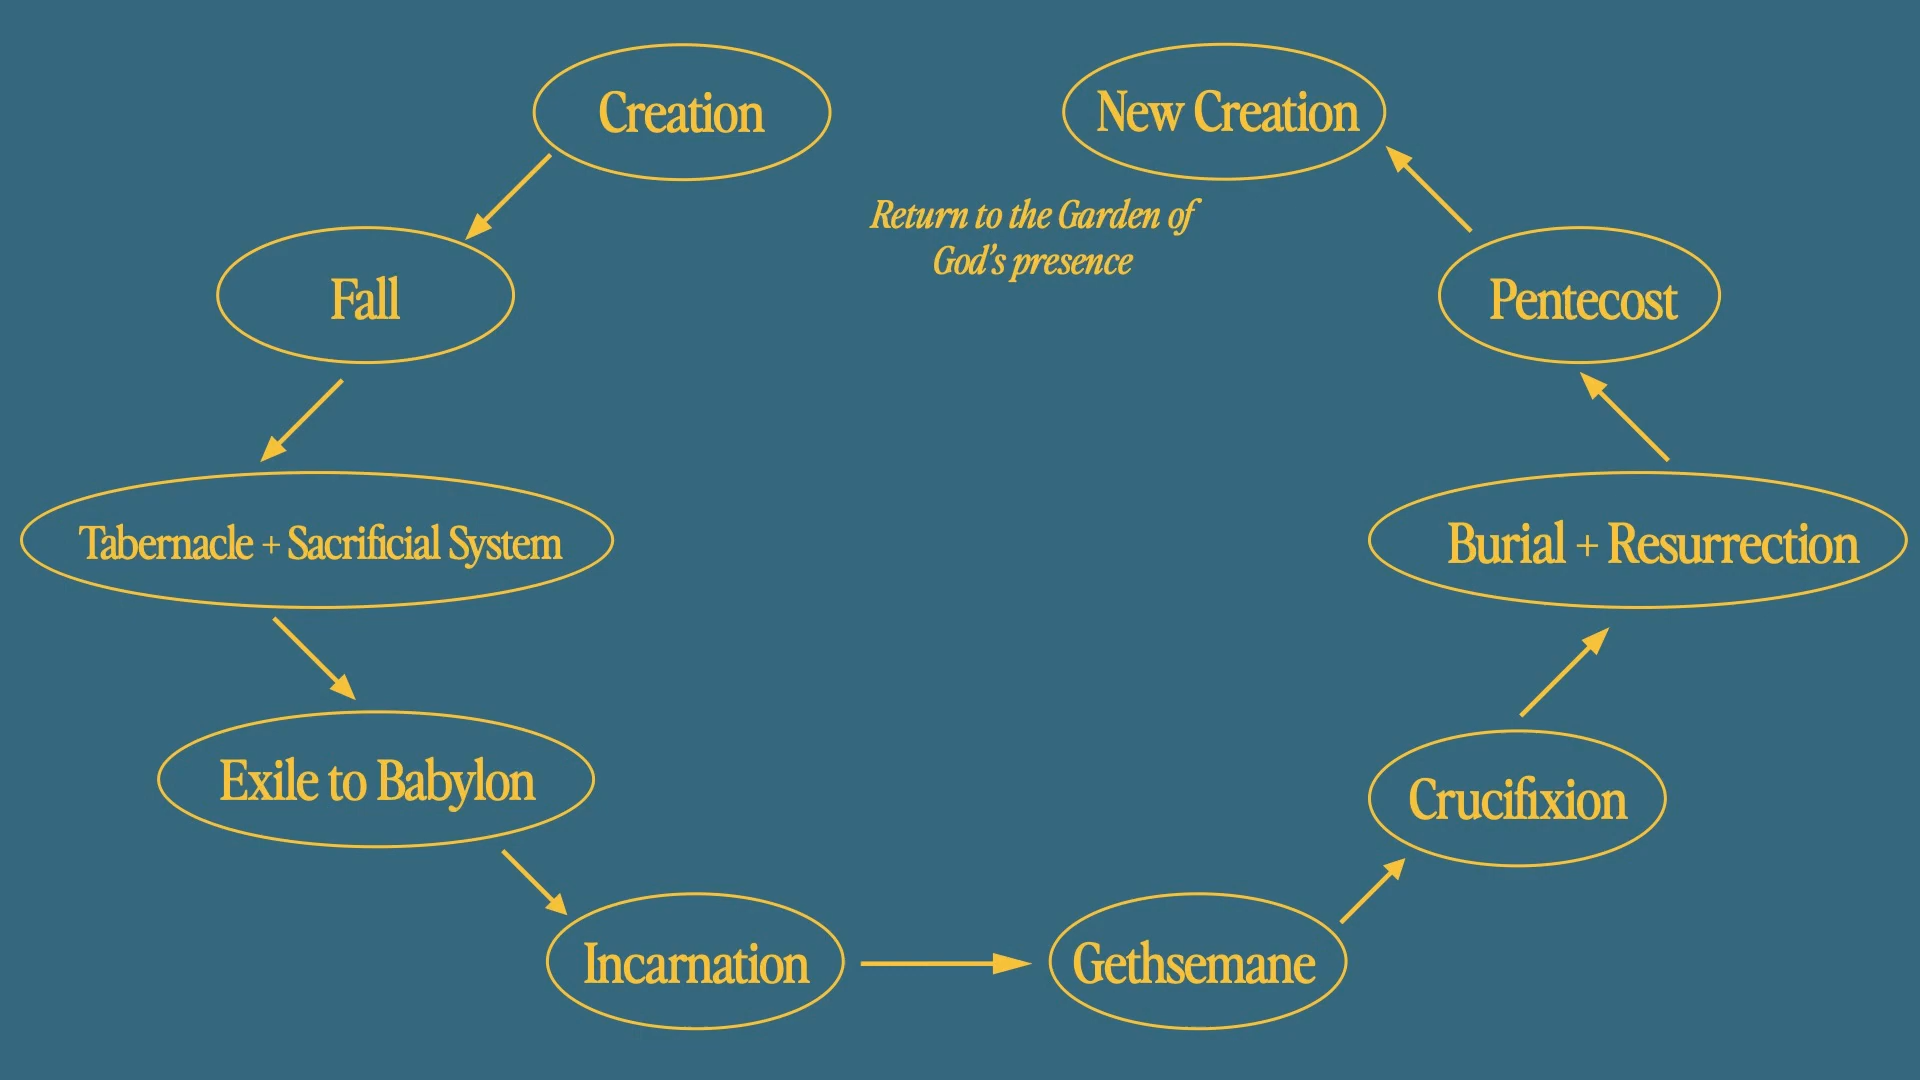 Creation
New Creation
Return to the Garden of
God's presence
Fall
Pentecost
Tabernacle + Sacrificial System
Burial + Resurrection
Exile to Babylon
Crucifixion
Incarnation
Gethsemane